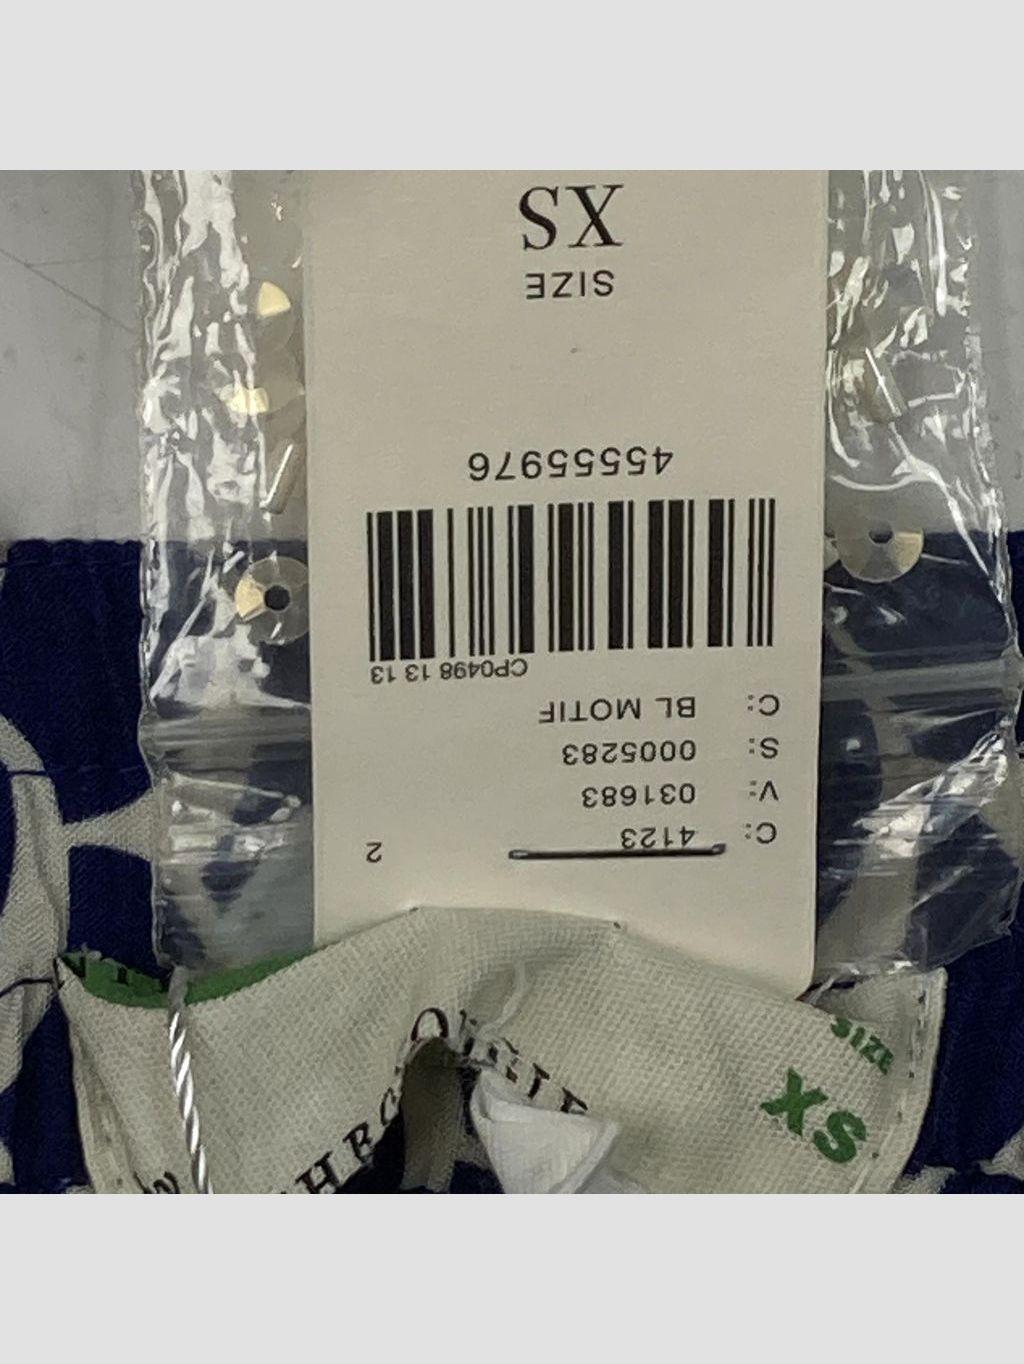 C: 4123 2
V: 031683
S: 0005283
C: BL MOTIF
CP0498 13 13
45555976
SIZE
XS
SIZE
XS